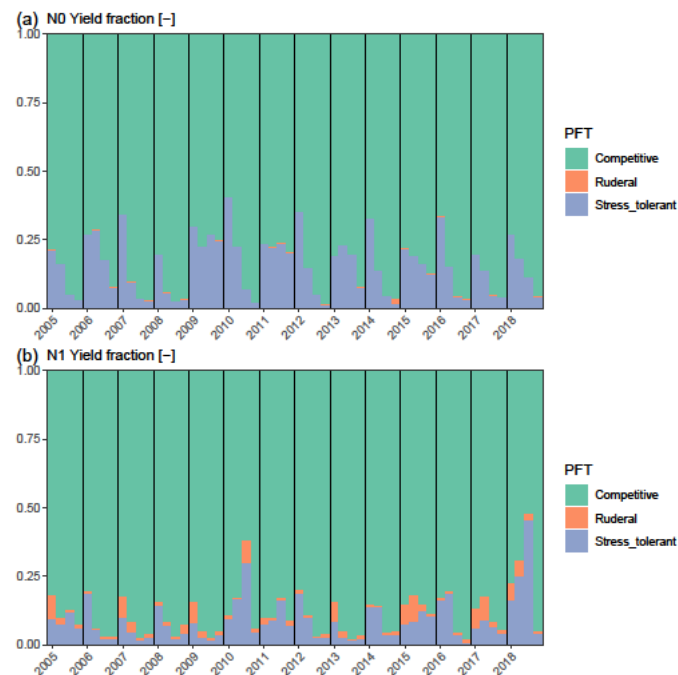 (a) N0 Yield fraction [−]
1.00
0.75
0.50
0.25
0.00
2005 2006 2007 2008 2009 2010 2011 2012 2013 2014 2015 2016 2017 2018
PFT
Competitive
Ruderal
Stress_tolerant
(b) N1 Yield fraction [−]
1.00
0.75
0.50
0.25
0.00
2005 2006 2007 2008 2009 2010 2011 2012 2013 2014 2015 2016 2017 2018
PFT
Competitive
Ruderal
Stress_tolerant